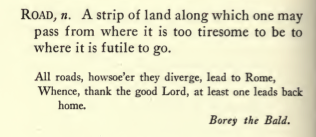 ROAD, n. A strip of land along which one may
pass from where it is too tiresome to be to
where it is futile to go.
All roads, howsoe'er they diverge, lead to Rome,
Whence, thank the good Lord, at least one leads back
home.
Borey the Bald.